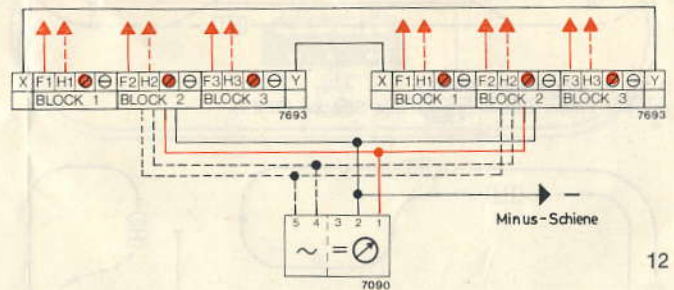 X F1 H1 F2 H2 F3 H3 Y
BLOCK 1 BLOCK 2 BLOCK 3
7693
X F1 H1 F2 H2 F3 H3 Y
BLOCK 1 BLOCK 2 BLOCK 3
7693
5 4 3 2 1
~ =
7090
−
Minus-Schiene
12